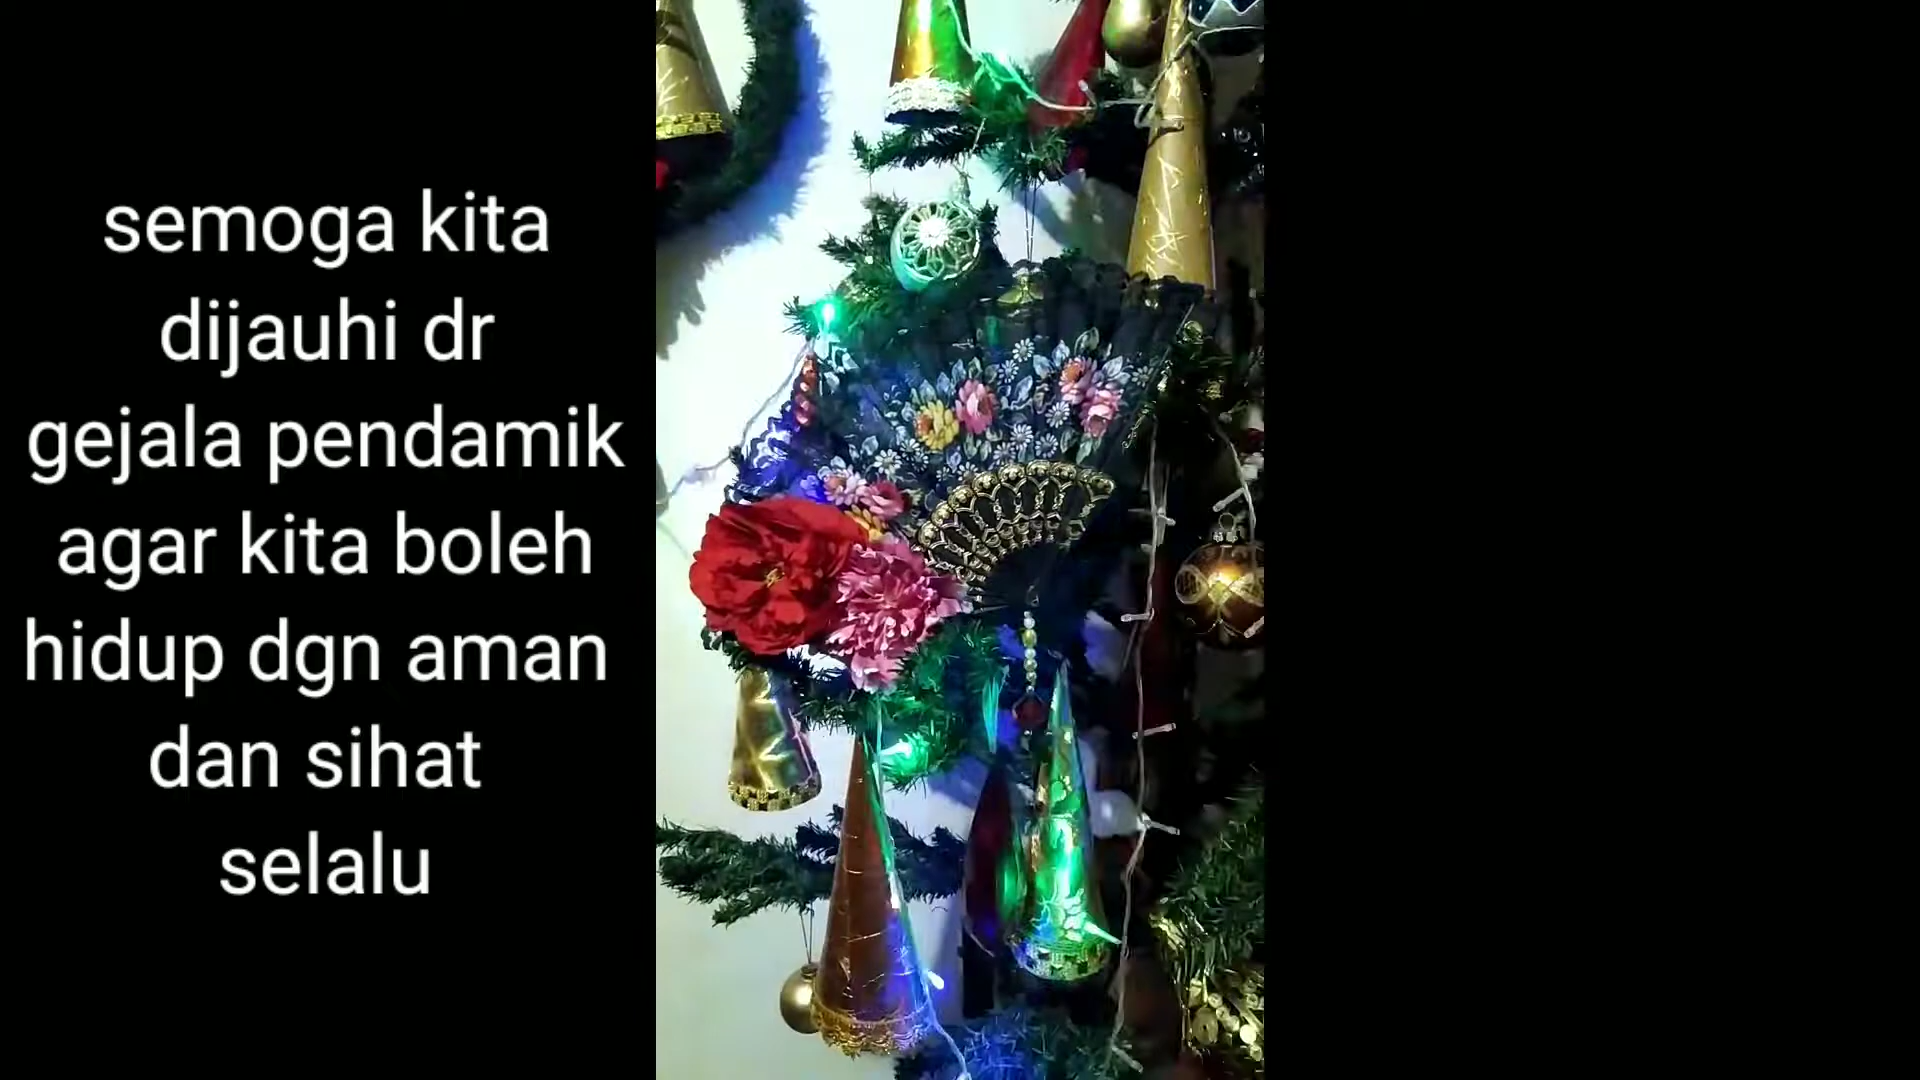 semoga kita
dijauhi dr
gejala pendamik
agar kita boleh
hidup dgn aman
dan sihat
selalu